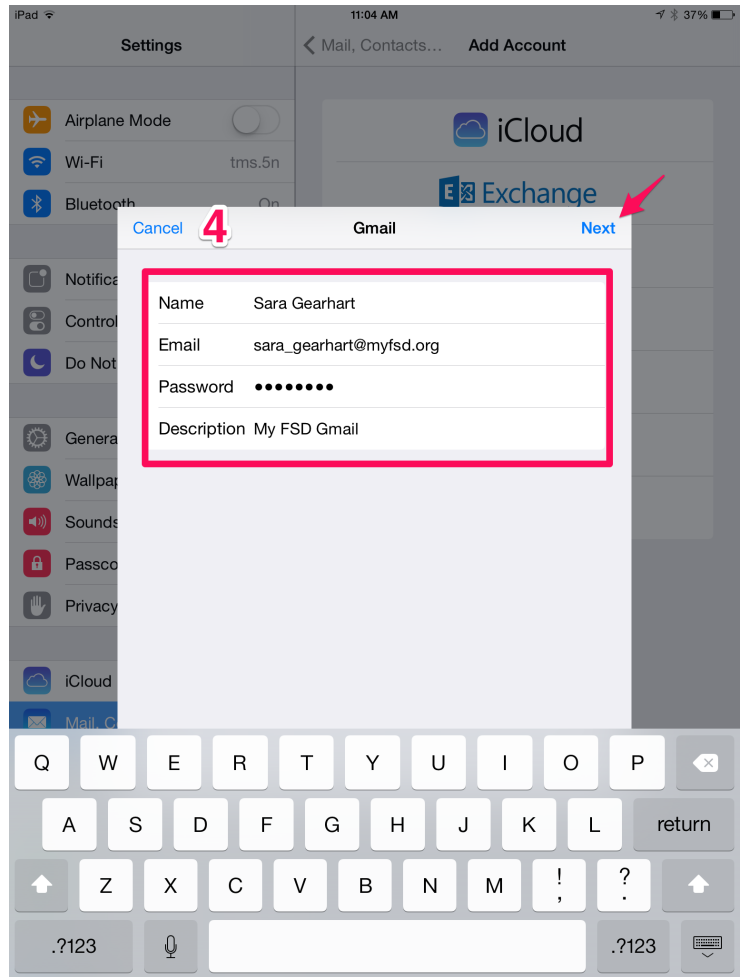 iPad 11:04 AM 37%
Settings
Mail, Contacts... Add Account
Airplane Mode
iCloud
Wi-Fi tms.5n
Exchange
Bluetooth On
Cancel 4 Gmail Next
Notifica
Name Sara Gearhart
Control
Email sara_gearhart@myfsd.org
Do Not
Password ●●●●●●●●
Description My FSD Gmail
Genera
Wallpap
Sounds
Passco
Privacy
iCloud
Mail, Co
Q W E R T Y U I O P
A S D F G H J K L return
Z X C V B N M ! , ? .
.?123 .?123